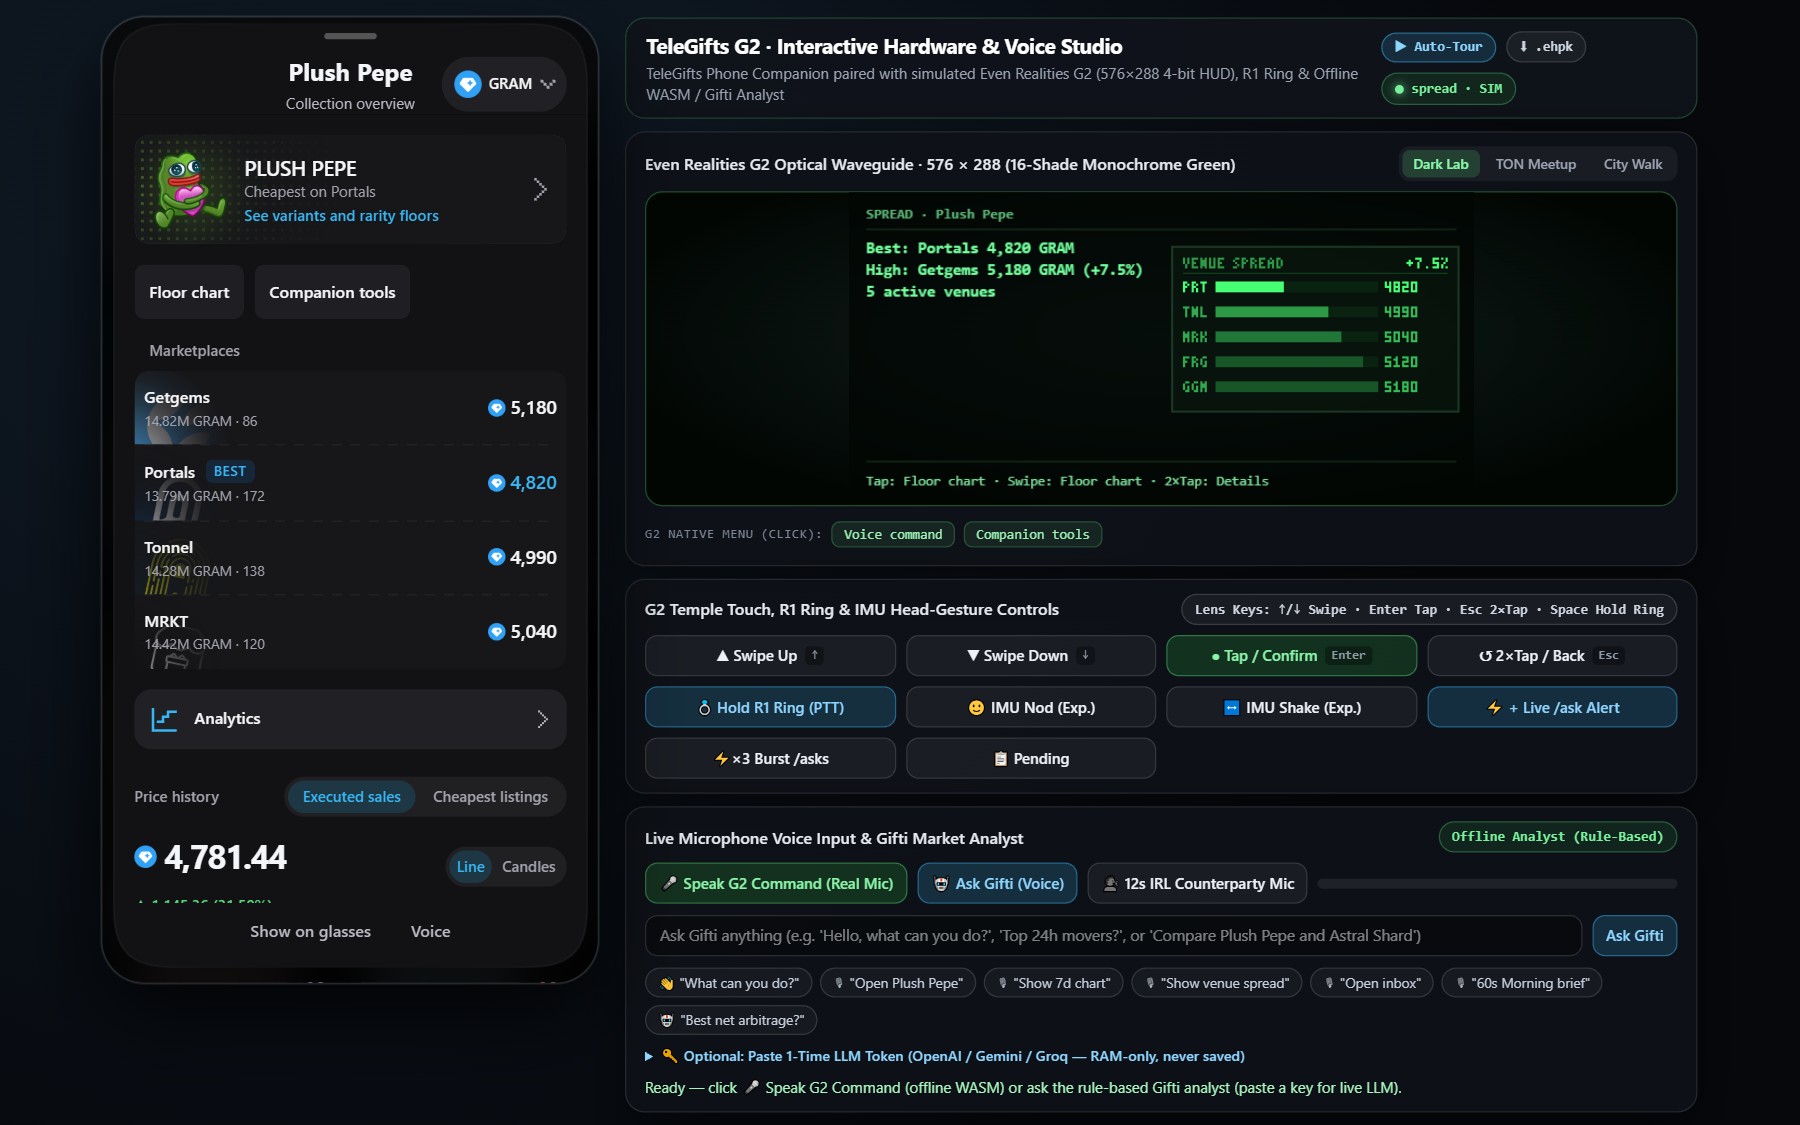 Plush Pepe
Collection overview
GRAM
PLUSH PEPE
Cheapest on Portals
See variants and rarity floors
Floor chart
Companion tools
Marketplaces
Getgems
14.82M GRAM · 86
5,180
Portals BEST
13.79M GRAM · 172
4,820
Tonnel
14.28M GRAM · 138
4,990
MRKT
14.42M GRAM · 120
5,040
Analytics
Price history
Executed sales
Cheapest listings
4,781.44
Line
Candles
Show on glasses
Voice
TeleGifts G2 · Interactive Hardware & Voice Studio
TeleGifts Phone Companion paired with simulated Even Realities G2 (576×288 4-bit HUD), R1 Ring & Offline
WASM / Gifti Analyst
▶ Auto-Tour
⬇ .ehpk
● spread · SIM
Even Realities G2 Optical Waveguide · 576 × 288 (16-Shade Monochrome Green)
Dark Lab
TON Meetup
City Walk
SPREAD · Plush Pepe
Best: Portals 4,820 GRAM
High: Getgems 5,180 GRAM (+7.5%)
5 active venues
VENUE SPREAD +7.5%
PRT 4820
TNL 4990
MRK 5040
FRG 5120
GGM 5180
Tap: Floor chart · Swipe: Floor chart · 2×Tap: Details
G2 NATIVE MENU (CLICK):
Voice command
Companion tools
G2 Temple Touch, R1 Ring & IMU Head-Gesture Controls
Lens Keys: ↑/↓ Swipe · Enter Tap · Esc 2×Tap · Space Hold Ring
▲ Swipe Up ↑
▼ Swipe Down ↓
● Tap / Confirm Enter
↺ 2×Tap / Back Esc
💍 Hold R1 Ring (PTT)
🙂 IMU Nod (Exp.)
↔ IMU Shake (Exp.)
⚡ + Live /ask Alert
⚡ ×3 Burst /asks
📋 Pending
Live Microphone Voice Input & Gifti Market Analyst
Offline Analyst (Rule-Based)
🎤 Speak G2 Command (Real Mic)
Ask Gifti (Voice)
12s IRL Counterparty Mic
Ask Gifti anything (e.g. 'Hello, what can you do?', 'Top 24h movers?', or 'Compare Plush Pepe and Astral Shard')
Ask Gifti
👋 "What can you do?"
🎙 "Open Plush Pepe"
🎙 "Show 7d chart"
🎙 "Show venue spread"
🎙 "Open inbox"
🎙 "60s Morning brief"
"Best net arbitrage?"
▶ 🔑 Optional: Paste 1-Time LLM Token (OpenAI / Gemini / Groq — RAM-only, never saved)
Ready — click 🎤 Speak G2 Command (offline WASM) or ask the rule-based Gifti analyst (paste a key for live LLM).